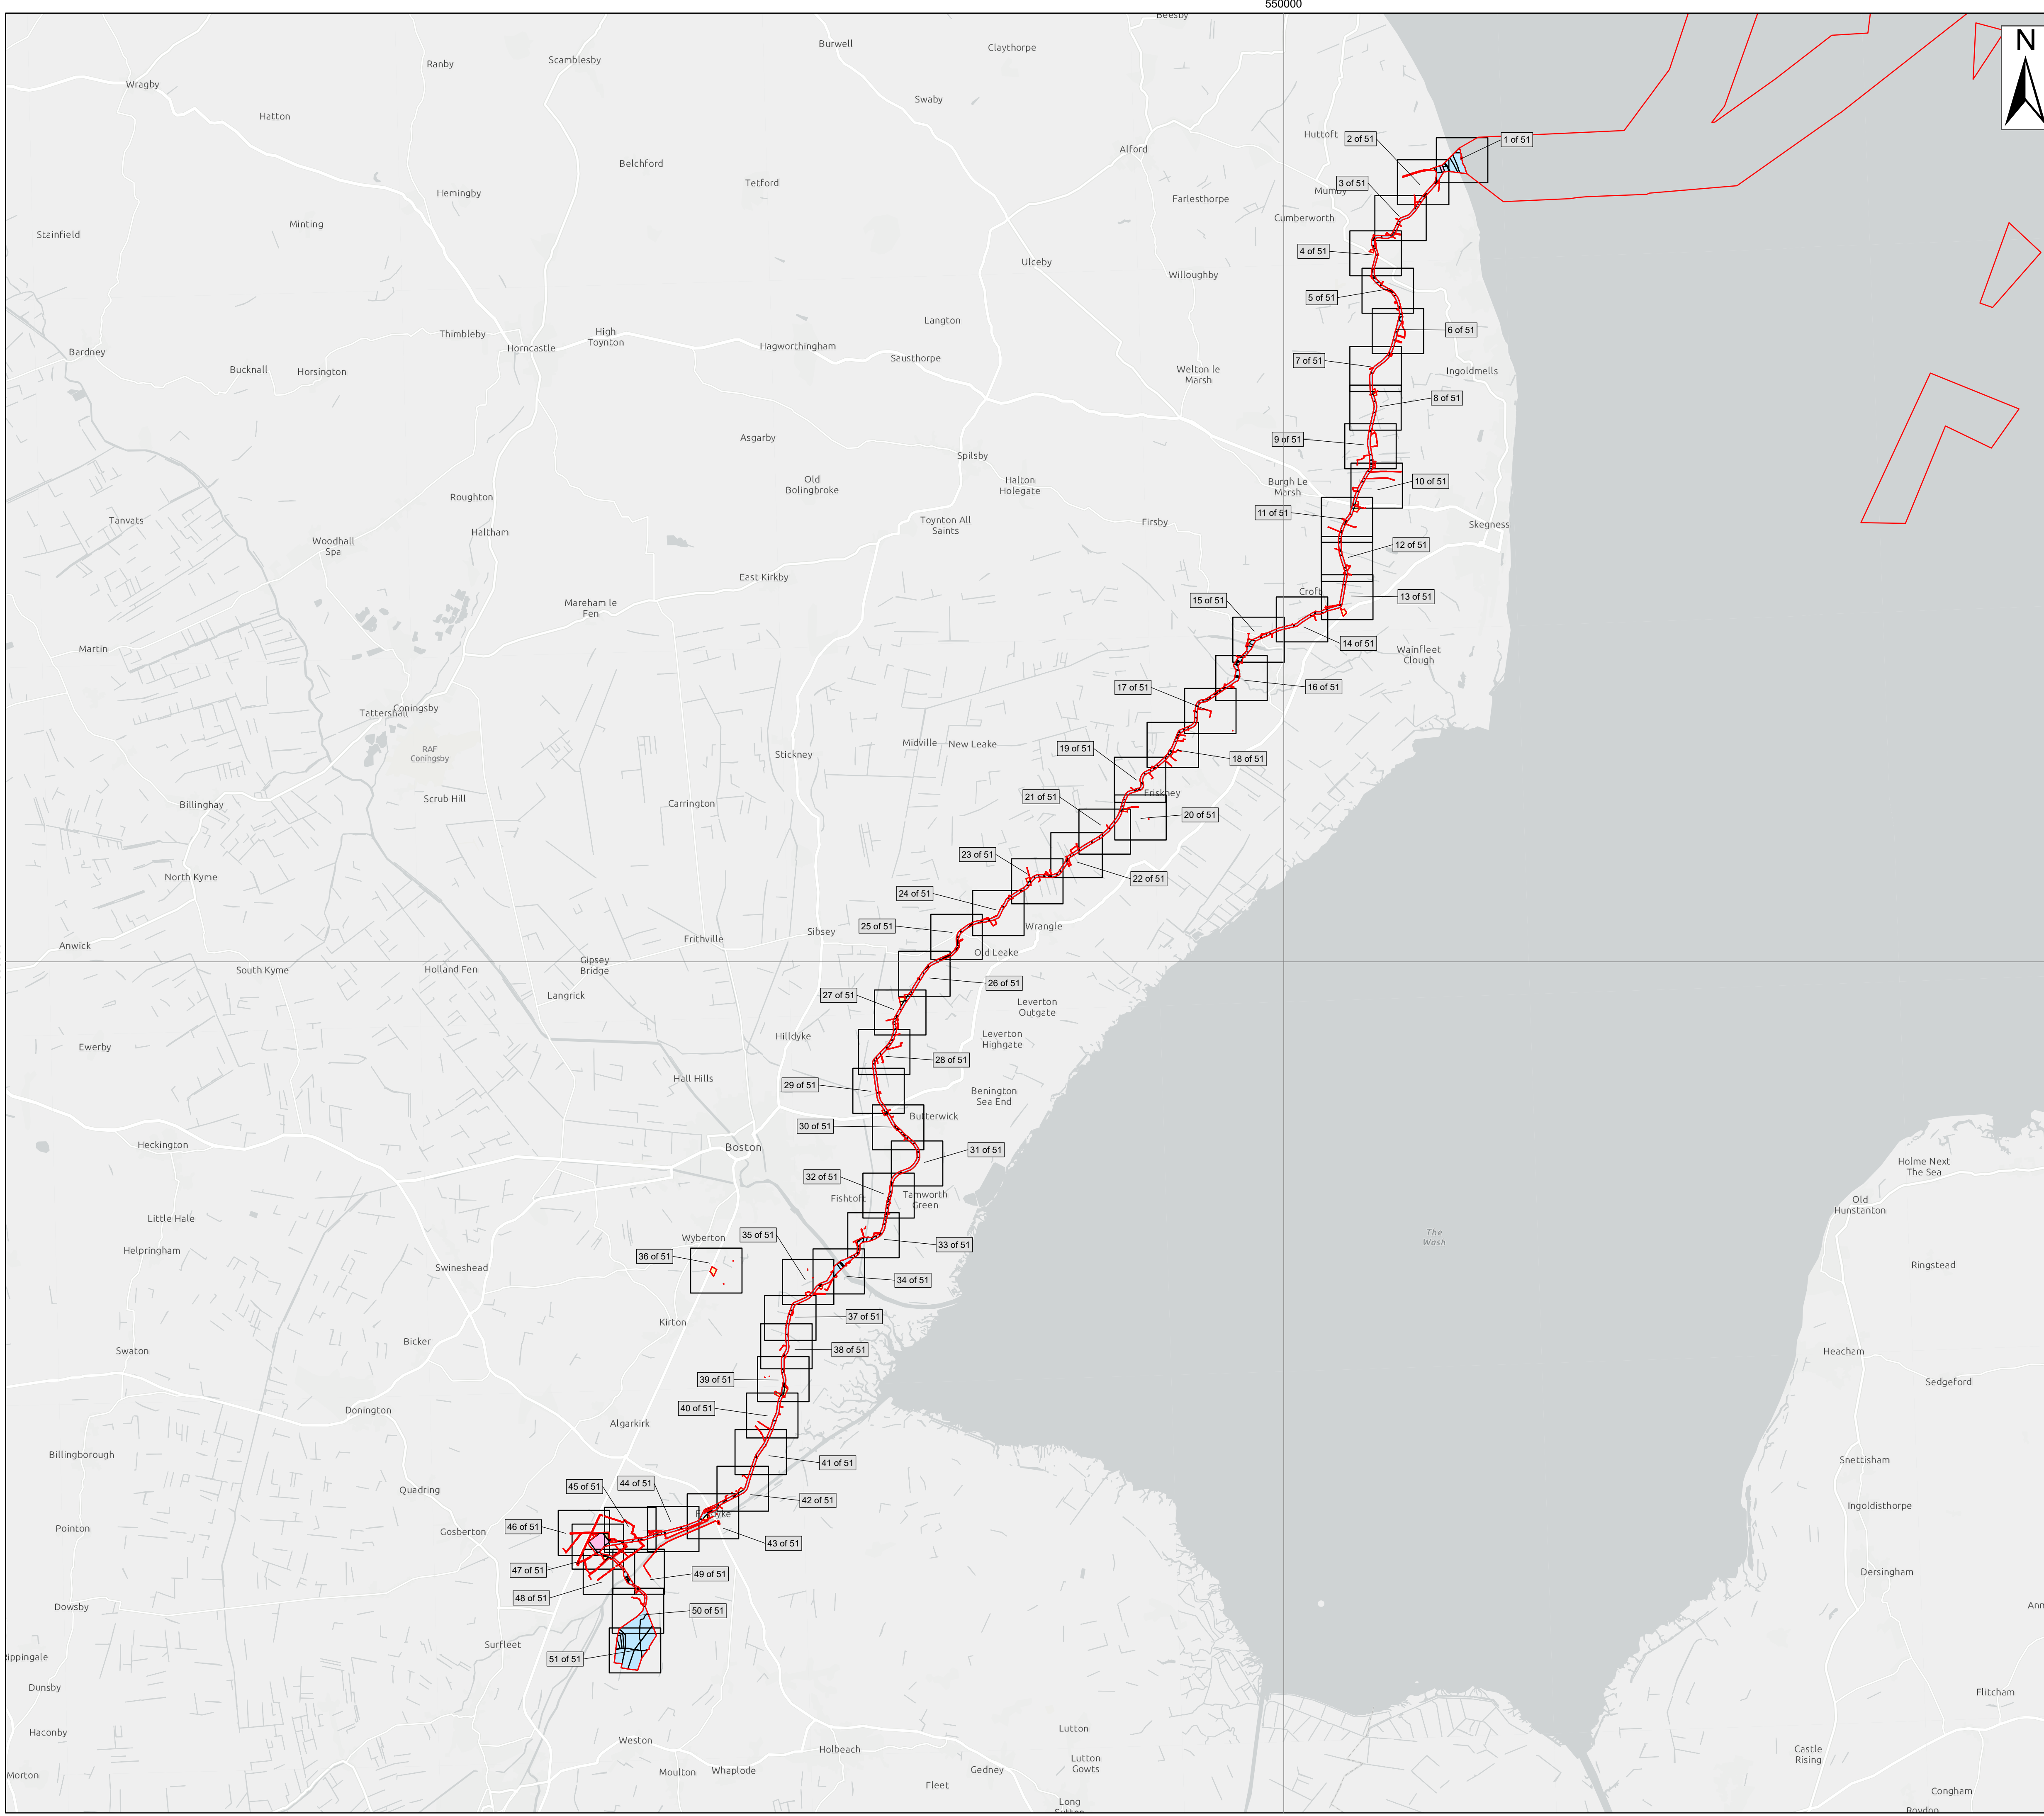 550000
Beesby
Burwell
Claythorpe
N
Ranby
Scamblesby
Wragby
Swaby
Hatton
Huttoft
2 of 51
1 of 51
Alford
Belchford
Tetford
3 of 51
Mumby
Hemingby
Farlesthorpe
Cumberworth
Minting
Stainfield
4 of 51
Ulceby
Willoughby
5 of 51
Langton
6 of 51
Thimbleby
High
Toynton
Horncastle
Hagworthingham
Bardney
Sausthorpe
7 of 51
Bucknall
Horsington
Welton le
Marsh
Ingoldmells
8 of 51
Asgarby
9 of 51
Spilsby
Old
Bolingbroke
Halton
Holegate
Burgh Le
Marsh
10 of 51
Roughton
11 of 51
Tanvats
Toynton All
Saints
Firsby
Skegness
Haltham
Woodhall
Spa
12 of 51
East Kirkby
Mareham le
Fen
Croft
15 of 51
13 of 51
Martin
14 of 51
Wainfleet
Clough
17 of 51
16 of 51
Coningsby
Tattershall
RAF
Coningsby
Stickney
Midville
New Lake
19 of 51
18 of 51
Scrub Hill
Billinghay
Carrington
21 of 51
Friskney
20 of 51
23 of 51
22 of 51
North Kyme
24 of 51
25 of 51
Sibsey
Wrangle
Anwick
Frithville
Old Leake
South Kyme
Holland Fen
Gipsey
Bridge
26 of 51
Langrick
27 of 51
Leverton
Outgate
Hilldyke
Leverton
Highgate
Ewerby
28 of 51
Hall Hills
29 of 51
Benington
Sea End
Butterwick
30 of 51
Heckington
Boston
31 of 51
Holme Next
The Sea
32 of 51
Fishtoft
Tamworth
Green
Old
Hunstanton
Little Hale
35 of 51
Wyberton
33 of 51
The
Wash
Helpringham
36 of 51
Swineshead
34 of 51
Ringstead
37 of 51
Kirton
Bicker
38 of 51
Swaton
Heacham
39 of 51
Sedgeford
40 of 51
Donington
Algarkirk
Billingborough
41 of 51
Snettisham
45 of 51
44 of 51
Quadring
42 of 51
Ingoldisthorpe
46 of 51
Pointon
Gosberton
43 of 51
47 of 51
49 of 51
Dersingham
48 of 51
Dowsby
50 of 51
Surfleet
51 of 51
Dunsby
Flitcham
Haconby
Weston
Lutton
Holbeach
Castle
Rising
Lutton
Gowts
Morton
Moulton
Whaplode
Gedney
Fleet
Congham
Long
Sutton
Roydon